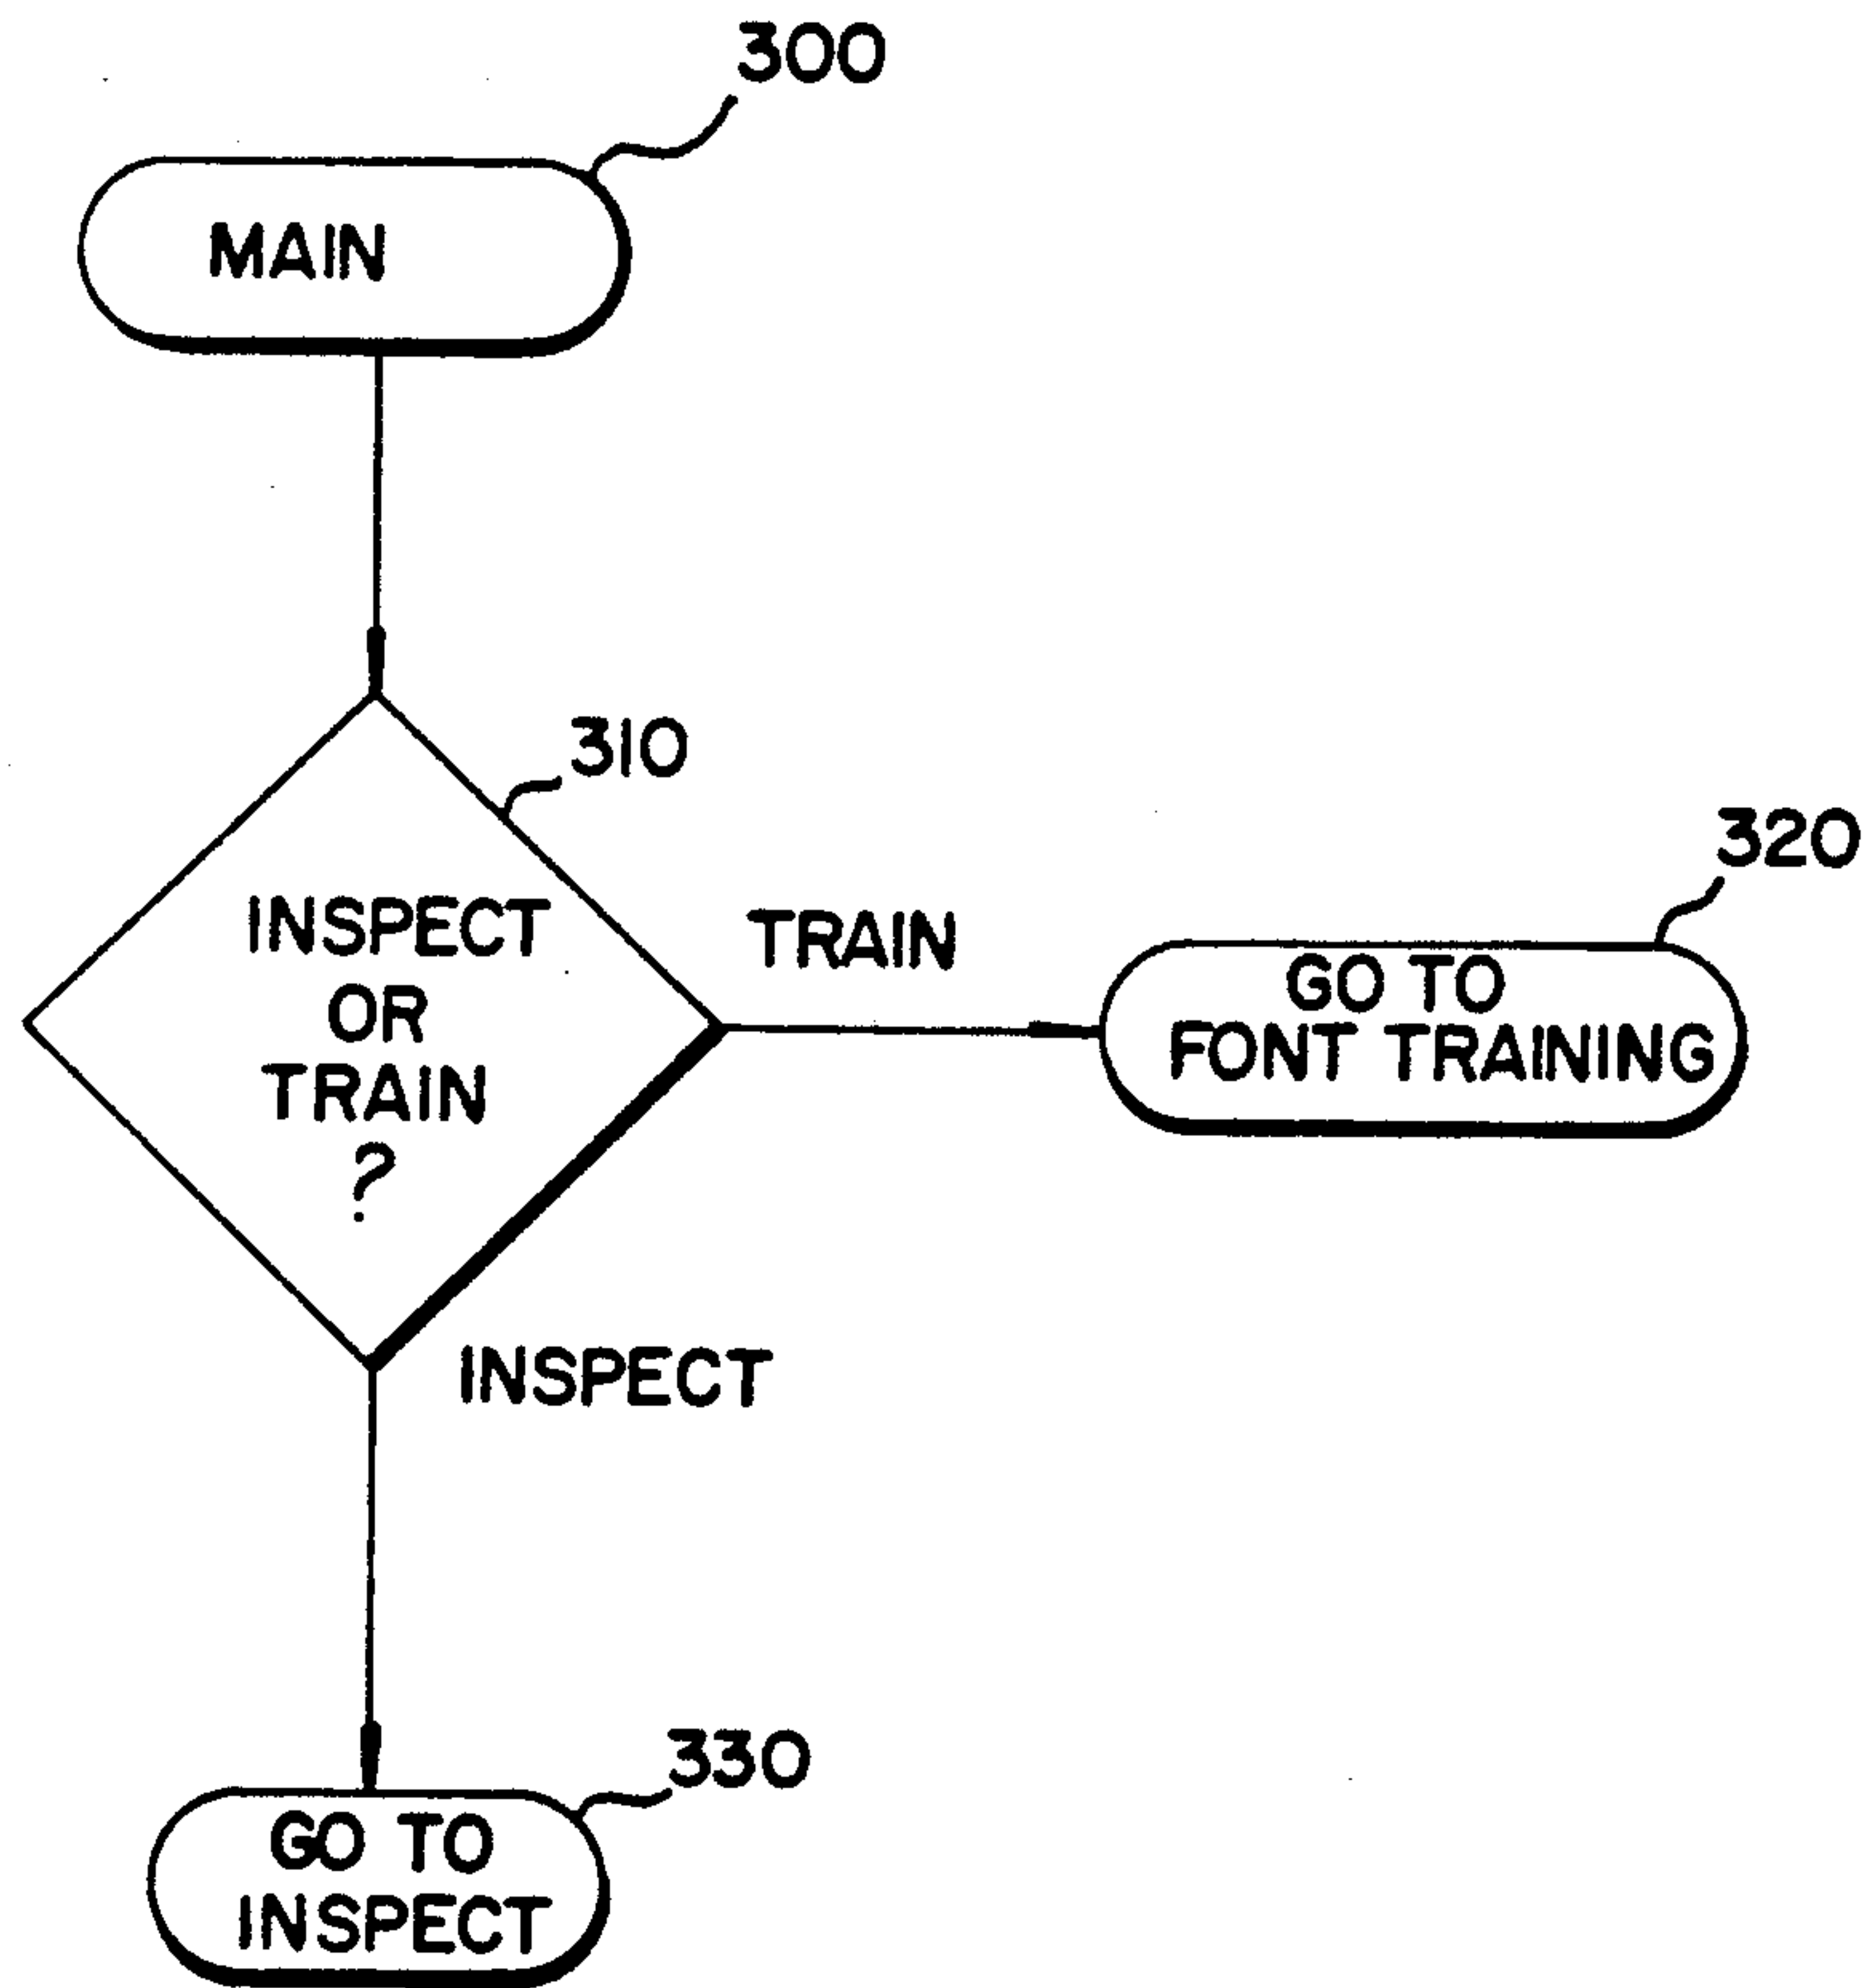 300
MAIN
310
INSPECT
OR
TRAIN
?
TRAIN
320
GO TO
FONT TRAINING
INSPECT
330
GO TO
INSPECT